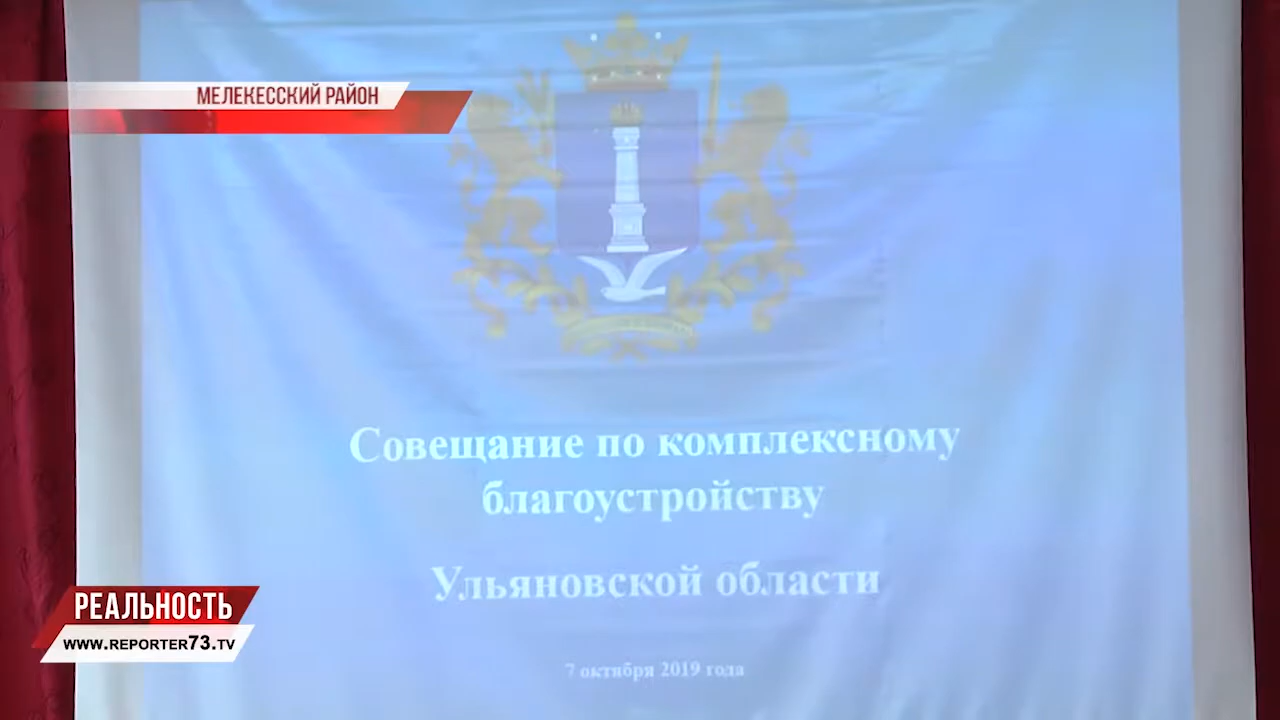 МЕЛЕКЕССКИЙ РАЙОН
Совещание по комплексному
благоустройству
Ульяновской области
7 октября 2019 года
РЕАЛЬНОСТЬ
WWW.REPORTER73.TV